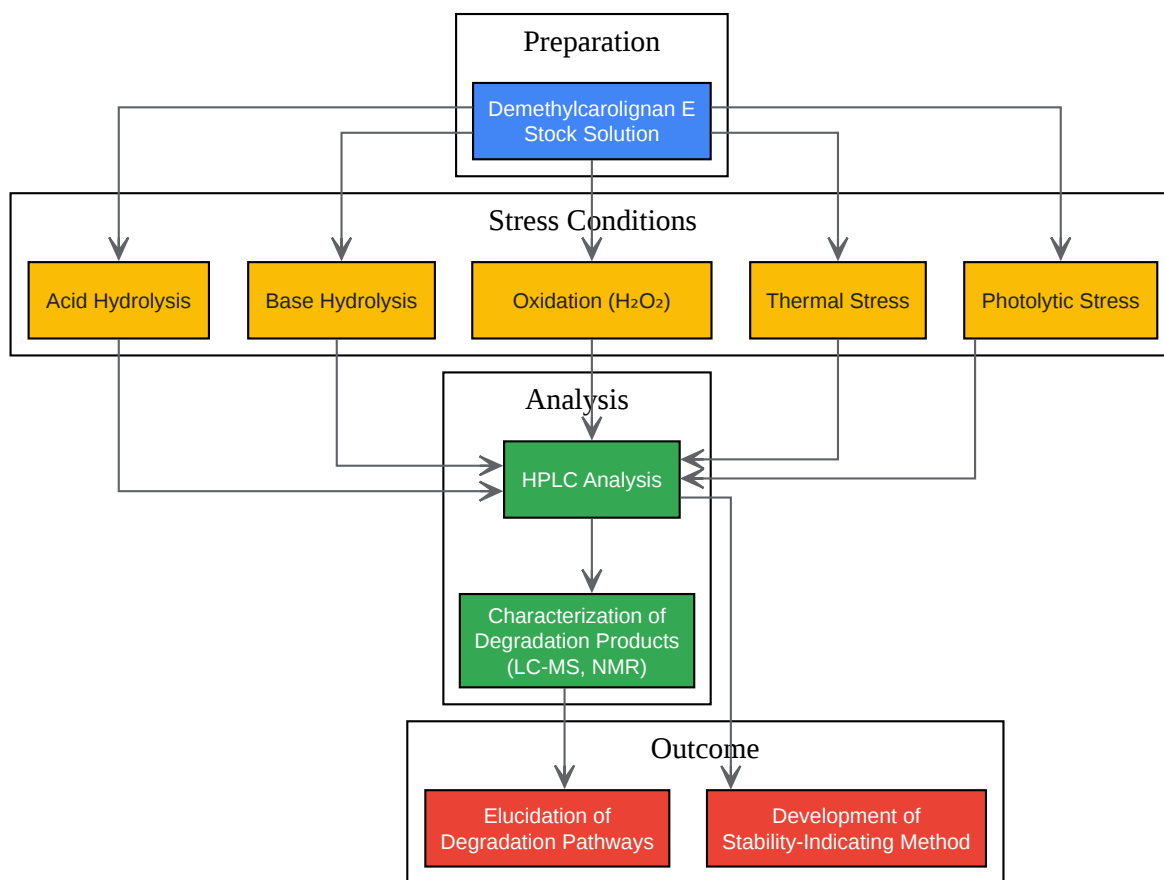 Preparation
Demethylcarolignan E
Stock Solution
Stress Conditions
Acid Hydrolysis
Base Hydrolysis
Oxidation (H₂O₂)
Thermal Stress
Photolytic Stress
Analysis
HPLC Analysis
Characterization of
Degradation Products
(LC-MS, NMR)
Outcome
Elucidation of
Degradation Pathways
Development of
Stability-Indicating Method